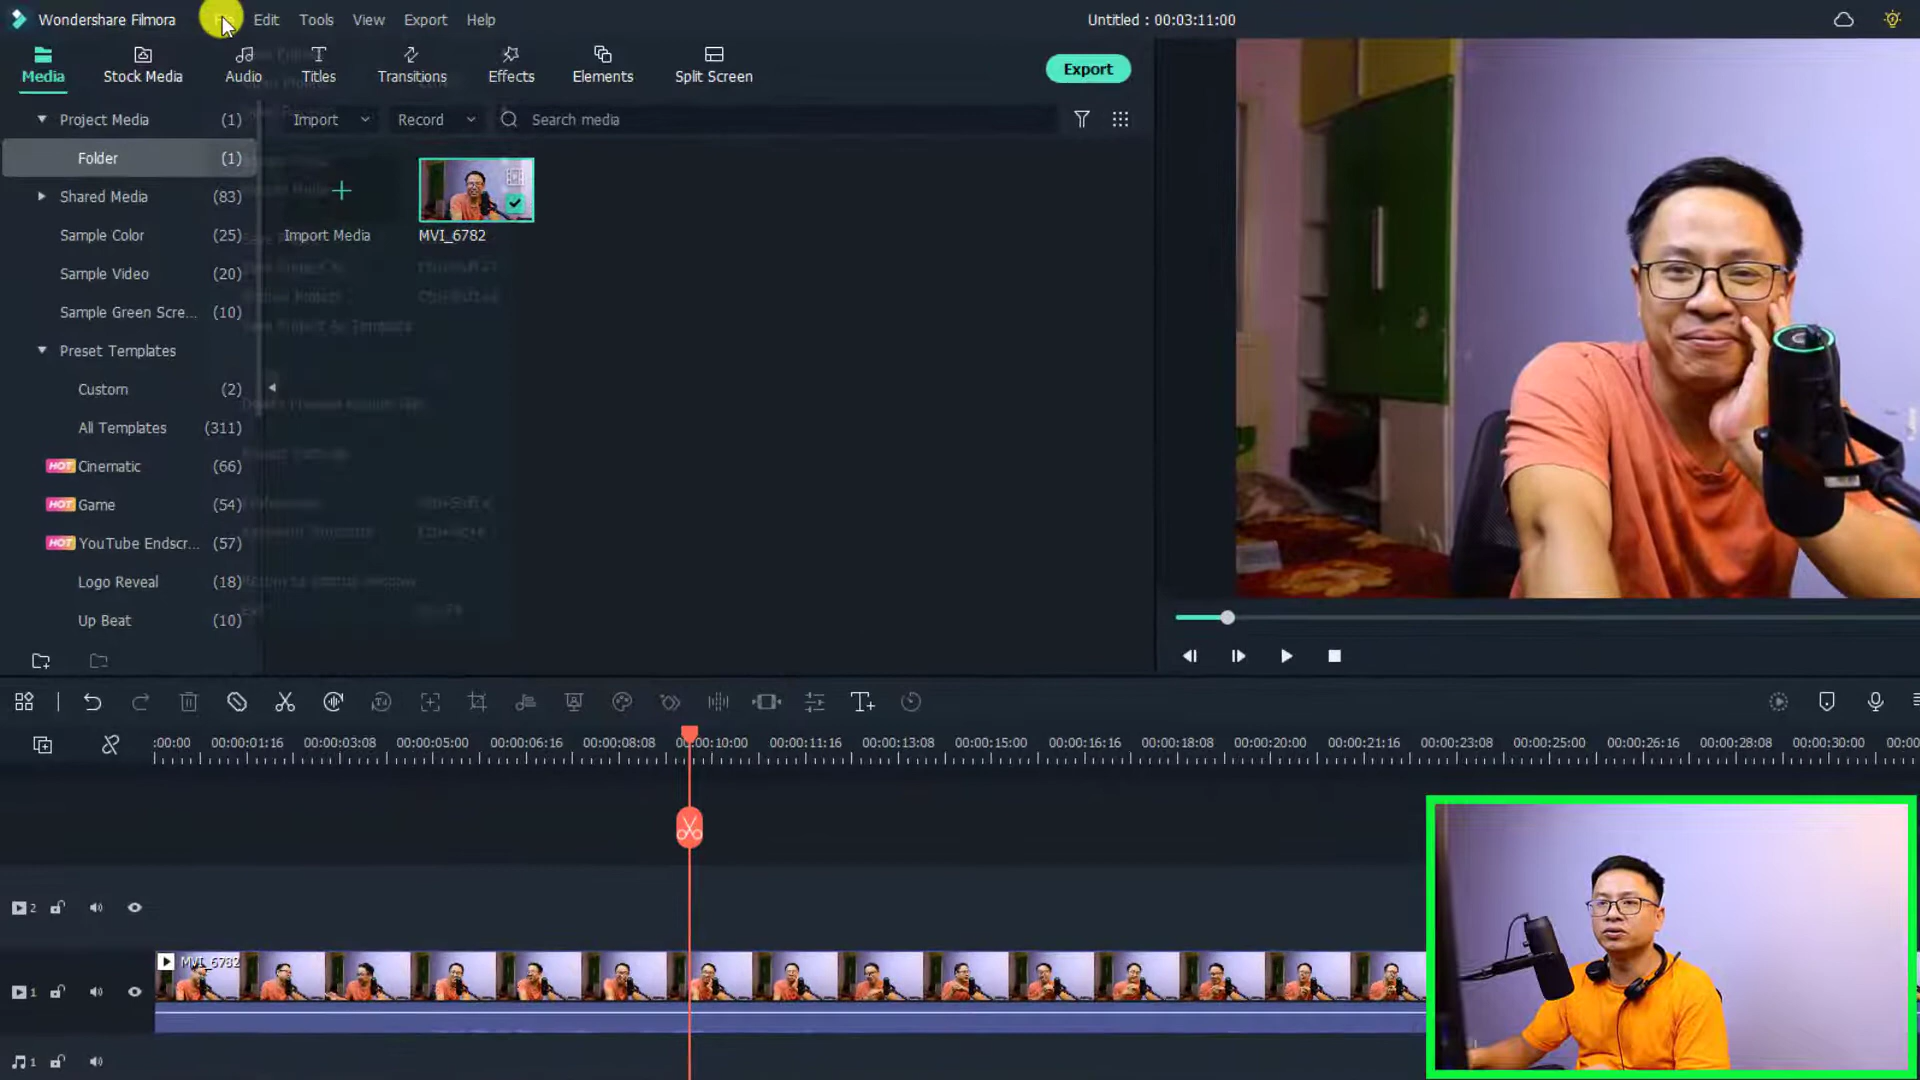 Wondershare Filmora
Edit
Tools
View
Export
Help
Untitled : 00:03:11:00
Media
Stock Media
Audio
Titles
Transitions
Effects
Elements
Split Screen
Export
Project Media (1)
Import
Record
Search media
Folder (1)
Shared Media (83)
Sample Color (25)
Import Media
MVI_6782
Sample Video (20)
Sample Green Scre... (10)
Save Project As Template
Preset Templates
Custom (2)
All Templates (311)
HOT Cinematic (66)
HOT Game (54)
HOT YouTube Endscr... (57)
Logo Reveal (18)
Up Beat (10)
:00:00 00:00:01:16 00:00:03:08 00:00:05:00 00:00:06:16 00:00:08:08 00:00:10:00 00:00:11:16 00:00:13:08 00:00:15:00 00:00:16:16 00:00:18:08 00:00:20:00 00:00:21:16 00:00:23:08 00:00:25:00 00:00:26:16 00:00:28:08 00:00:30:00 00:00
2
MVI_6782
1
1